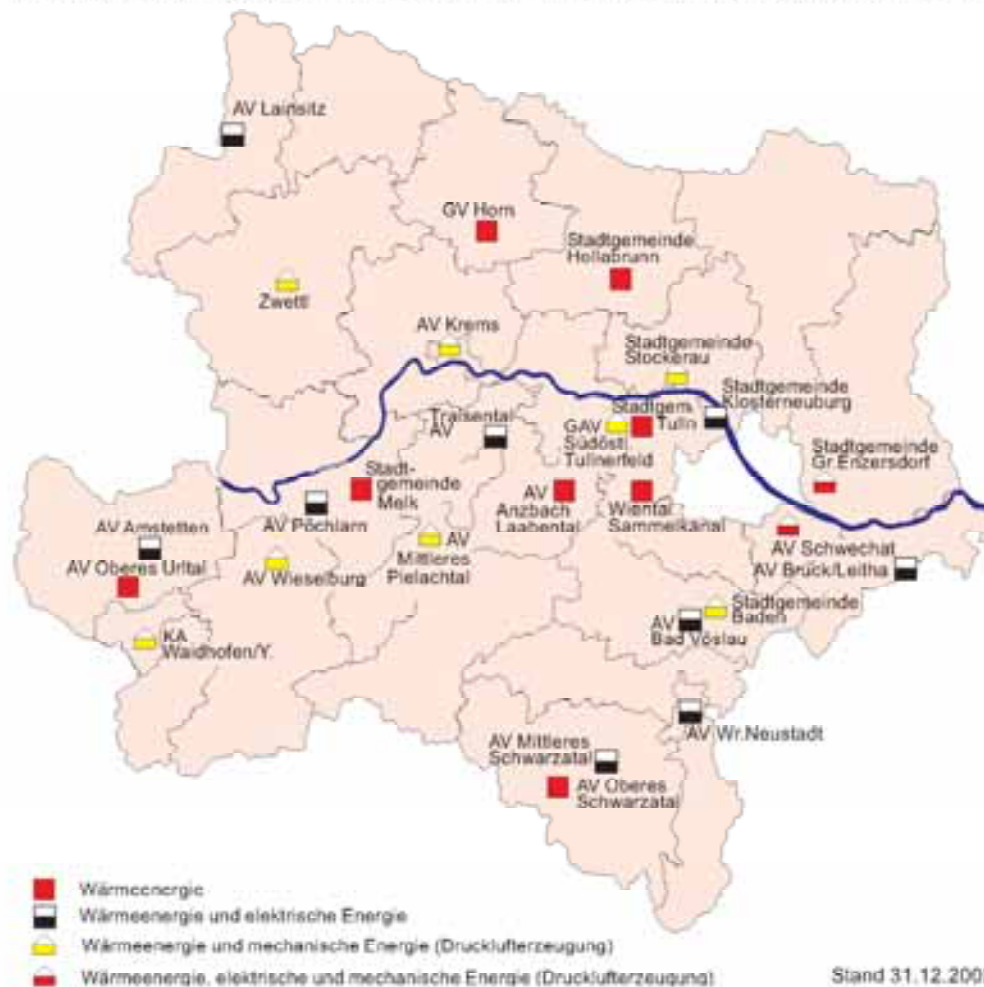 AV Lainsitz
GV Horn
Stadtgemeinde
Hollabrunn
Zwettl
AV Krems
Stadtgemeinde
Stockerau
Stadtgemeinde
Klosterneuburg
Traisental
AV
GAV
Südöstl.
Tullnerfeld
Stadtgem.
Tulln
Stadtgemeinde
Gr.Enzersdorf
Stadt-
gemeinde
Melk
AV Pöchlarn
AV
Anzbach
Laabental
Wiental
Sammelkanal
AV Amstetten
AV Oberes Urltal
AV Wieselburg
AV
Mittleres
Pielachtal
AV Schwechat
AV Bruck/Leitha
KA
Waidhofen/Y.
Stadtgemeinde
Baden
AV
Bad Vöslau
AV Wr.Neustadt
AV Mittleres
Schwarzatal
AV Oberes
Schwarzatal
Wärmeenergie
Wärmeenergie und elektrische Energie
Wärmeenergie und mechanische Energie (Drucklufterzeugung)
Wärmeenergie, elektrische und mechanische Energie (Drucklufterzeugung)
Stand 31.12.200